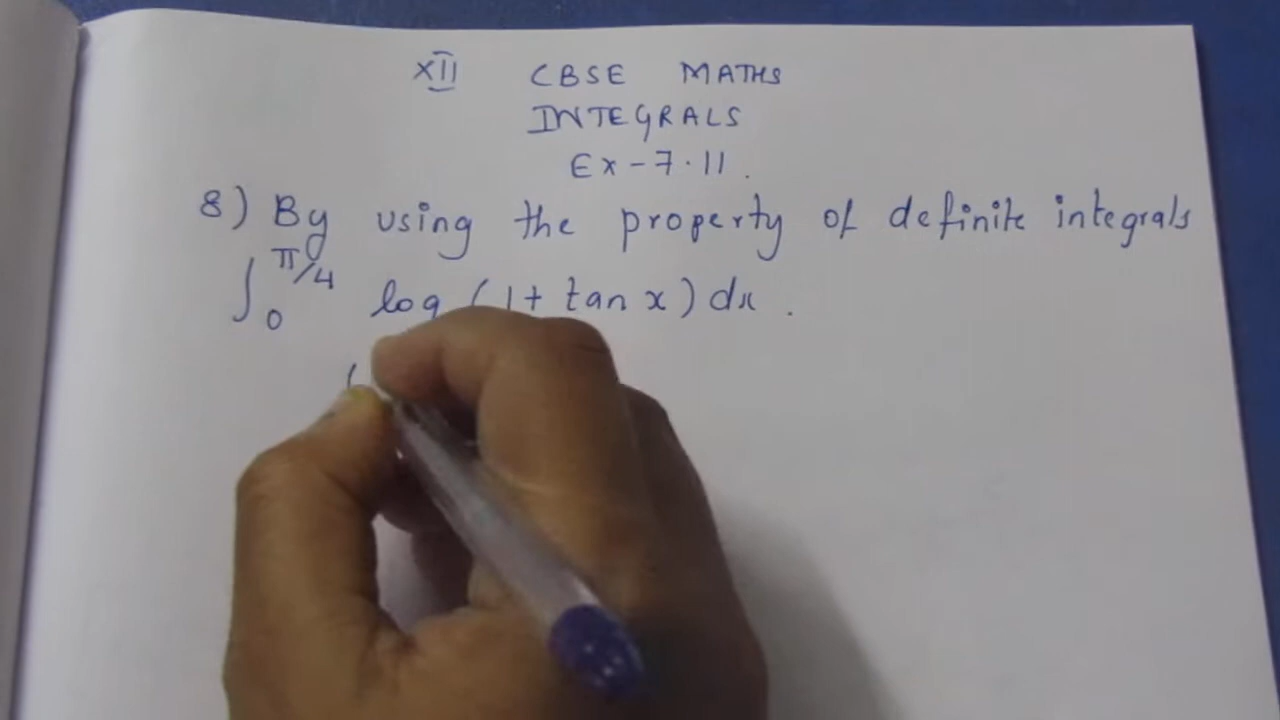 XII CBSE MATHS
INTEGRALS
Ex-7.11.
8) By using the property of definite integrals
∫₀^π/4 log (1+ tan x) dx.